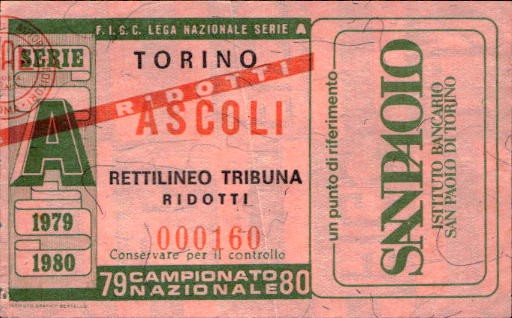 F.I.G.C. LEGA NAZIONALE SERIE A
SERIE
A
1979
1980
TORINO
RIDOTTI
ASCOLI
RETTILINEO TRIBUNA
RIDOTTI
000160
Conservare per il controllo
79 CAMPIONATO NAZIONALE 80
un punto di riferimento
SANPAOLO
ISTITUTO BANCARIO
SAN PAOLO DI TORINO